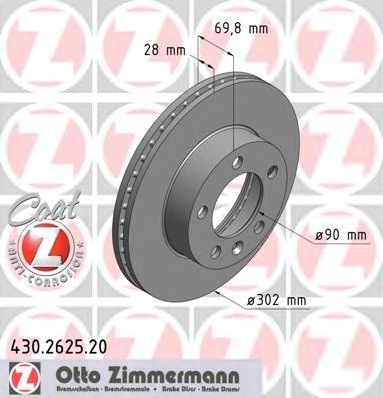 69,8 mm
28 mm
ø90 mm
ø302 mm
Coat
Z
ANTI-CORROSION
430.2625.20
Z
Otto Zimmermann
Bremsscheiben - Bremstrommeln • Brake Discs - Brake Drums